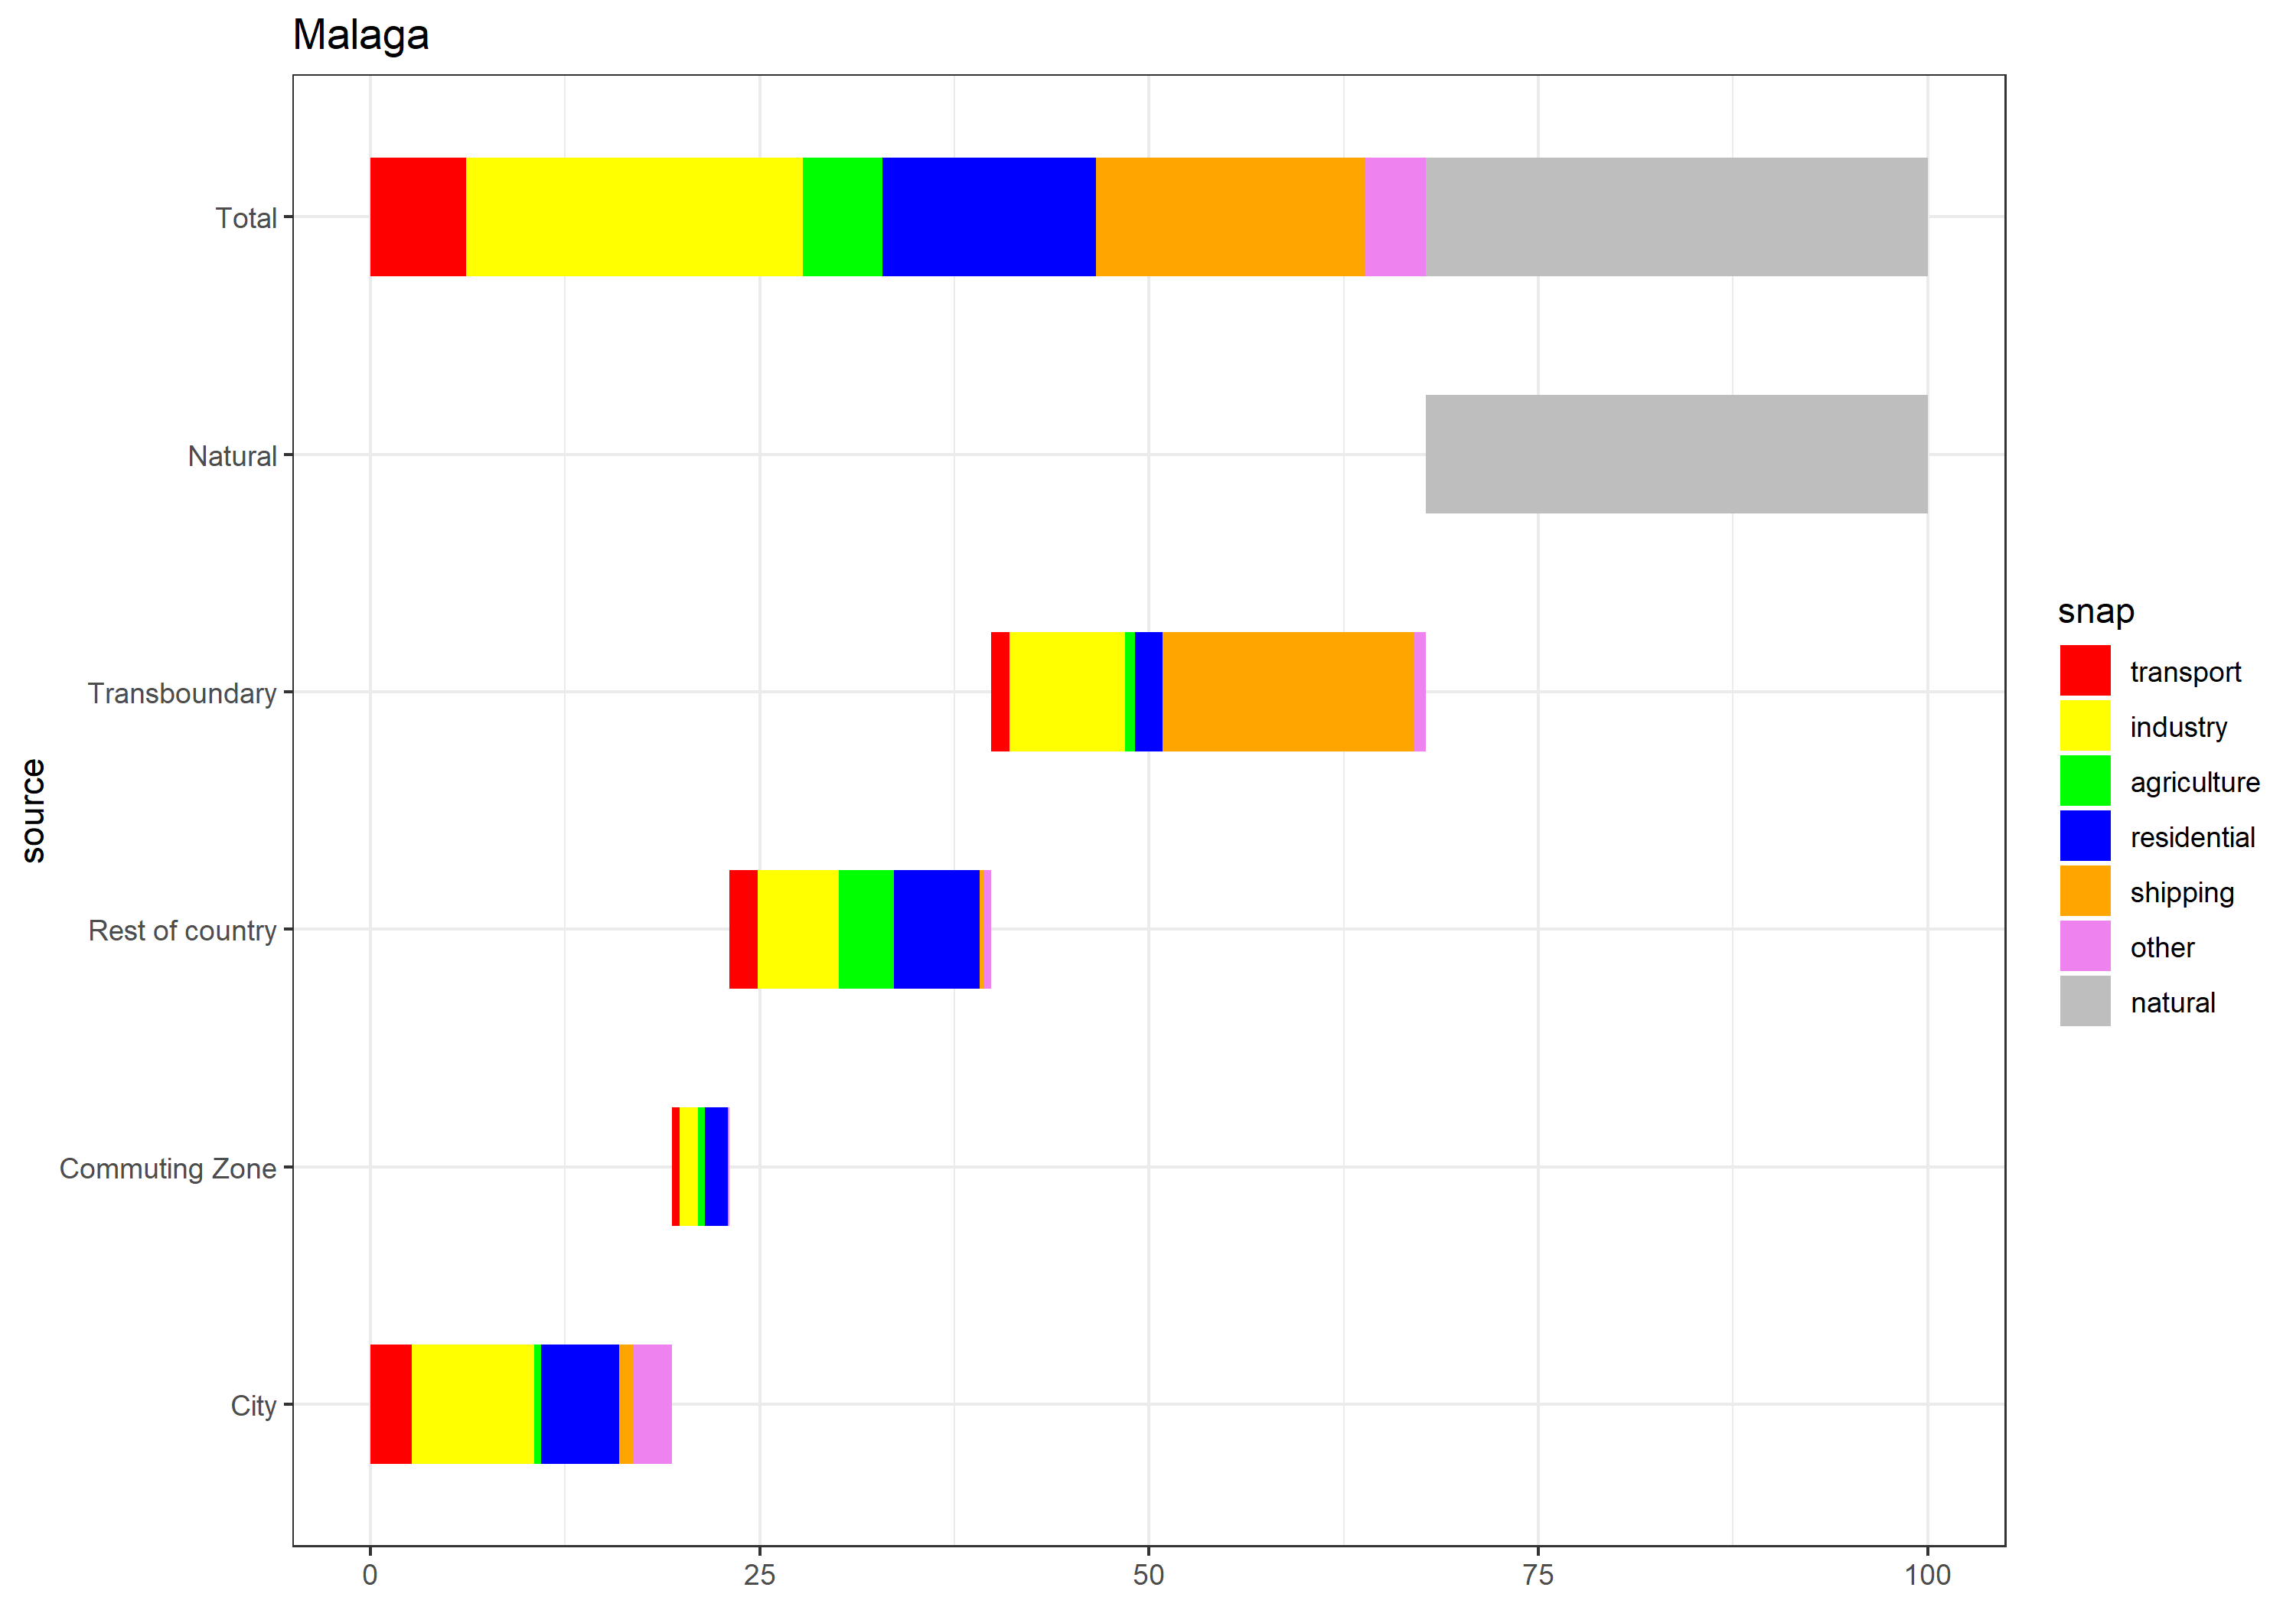 Malaga
Total
Natural
Transboundary
Rest of country
Commuting Zone
City
source
0 25 50 75 100
snap
transport
industry
agriculture
residential
shipping
other
natural